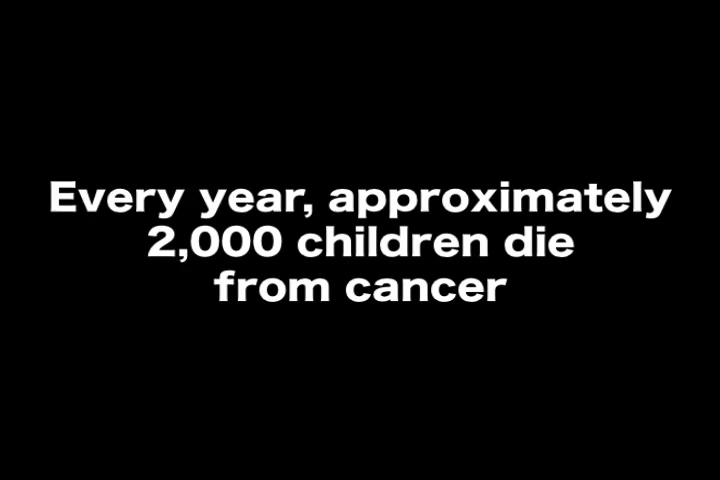 Every year, approximately
2,000 children die
from cancer